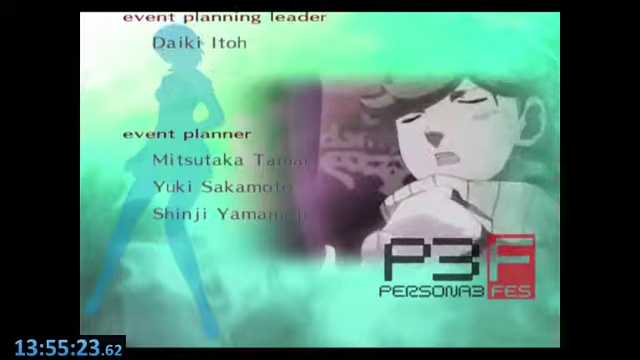 event planning leader
Daiki Itoh
event planner
Mitsutaka
Yuki Sakamoto
Shinji
P3F
PERSONA3 FES
13:55:23.62